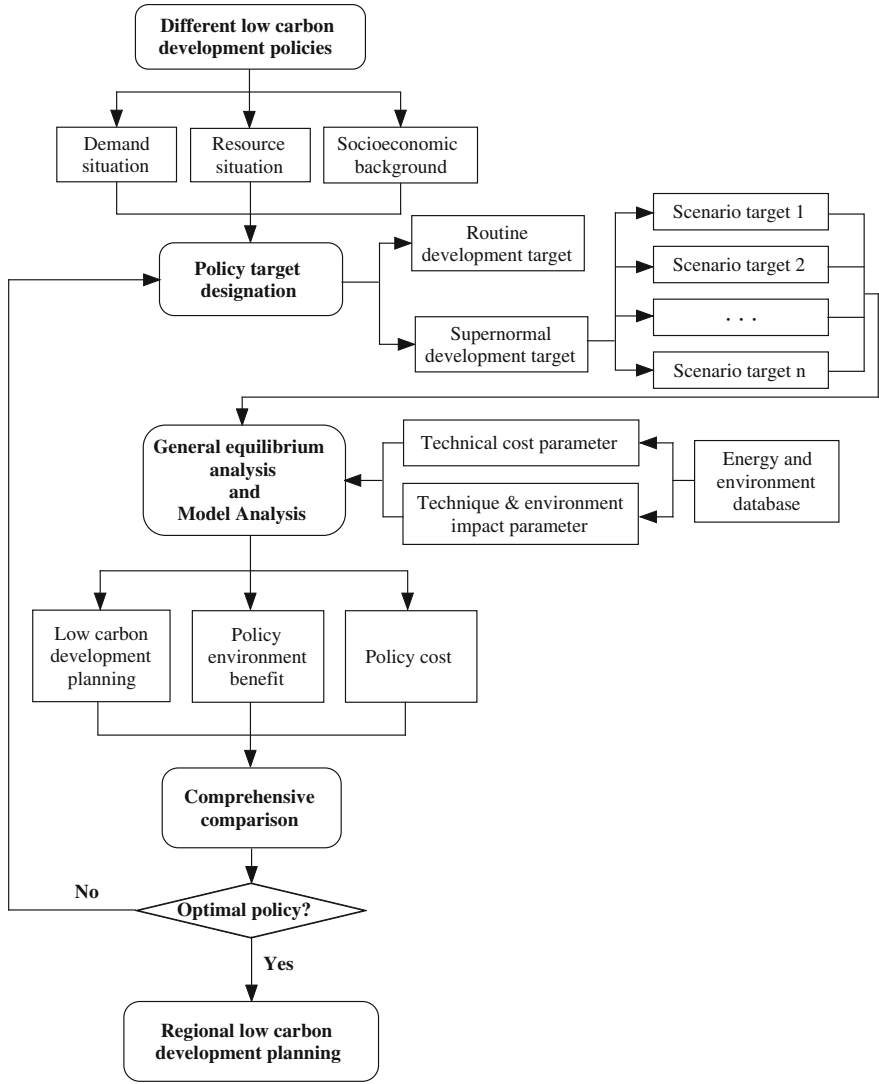 Different low carbon
development policies
Demand
situation
Resource
situation
Socioeconomic
background
Policy target
designation
Routine
development target
Supernormal
development target
Scenario target 1
Scenario target 2
. . .
Scenario target n
General equilibrium
analysis
and
Model Analysis
Technical cost parameter
Technique & environment
impact parameter
Energy and
environment
database
Low carbon
development
planning
Policy
environment
benefit
Policy cost
Comprehensive
comparison
No
Optimal policy?
Yes
Regional low carbon
development planning